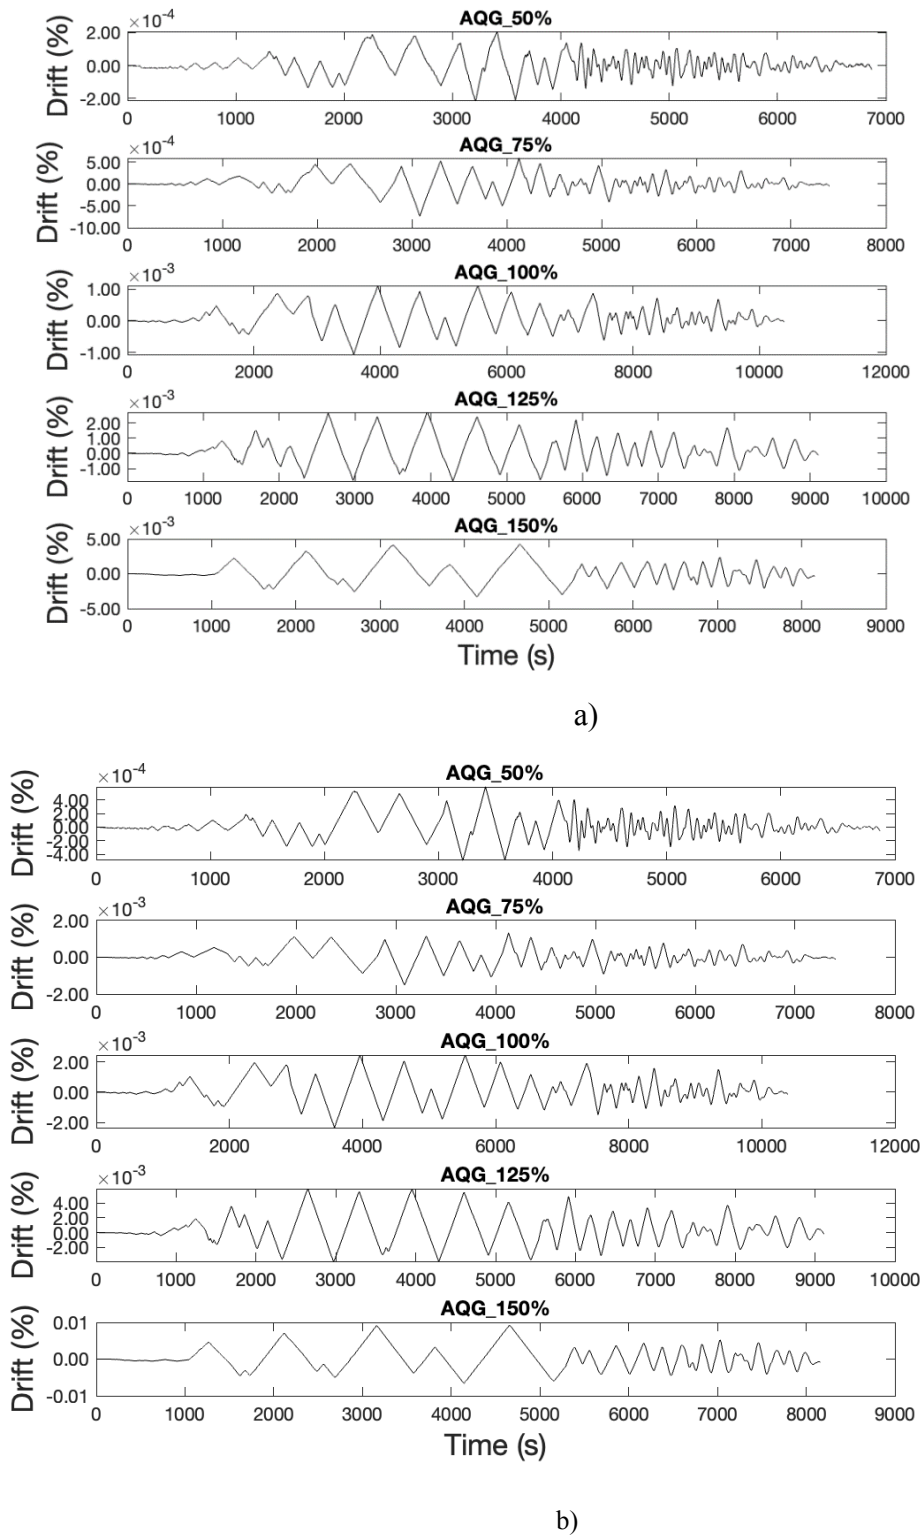 AQG_50%
×10-4
2.00
0.00
-2.00
Drift (%)
0 1000 2000 3000 4000 5000 6000 7000
AQG_75%
×10-4
5.00
0.00
-5.00
-10.00
Drift (%)
0 1000 2000 3000 4000 5000 6000 7000 8000
AQG_100%
×10-3
1.00
0.00
-1.00
Drift (%)
0 2000 4000 6000 8000 10000 12000
AQG_125%
×10-3
2.00
1.00
0.00
-1.00
Drift (%)
0 1000 2000 3000 4000 5000 6000 7000 8000 9000 10000
AQG_150%
×10-3
5.00
0.00
-5.00
Drift (%)
0 1000 2000 3000 4000 5000 6000 7000 8000 9000
Time (s)
a)
AQG_50%
×10-4
4.00
2.00
0.00
-2.00
-4.00
Drift (%)
0 1000 2000 3000 4000 5000 6000 7000
AQG_75%
×10-3
2.00
0.00
-2.00
Drift (%)
0 1000 2000 3000 4000 5000 6000 7000 8000
AQG_100%
×10-3
2.00
0.00
-2.00
Drift (%)
0 2000 4000 6000 8000 10000 12000
AQG_125%
×10-3
4.00
2.00
0.00
-2.00
Drift (%)
0 1000 2000 3000 4000 5000 6000 7000 8000 9000 10000
AQG_150%
0.01
0.00
-0.01
Drift (%)
0 1000 2000 3000 4000 5000 6000 7000 8000 9000
Time (s)
b)